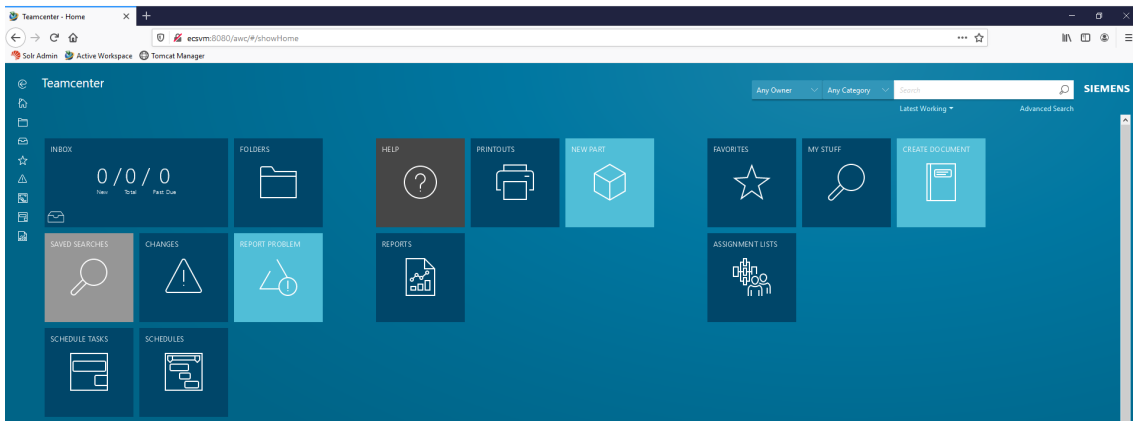 Teamcenter - Home
ecsvm:8080/awc/#/showHome
Solr Admin Active Workspace Tomcat Manager
Teamcenter
Any Owner Any Category Search SIEMENS
Latest Working Advanced Search
INBOX FOLDERS HELP PRINTOUTS NEW PART FAVORITES MY STUFF CREATE DOCUMENT
0 / 0 / 0
New Total Past Due
SAVED SEARCHES CHANGES REPORT PROBLEM REPORTS ASSIGNMENT LISTS
SCHEDULE TASKS SCHEDULES